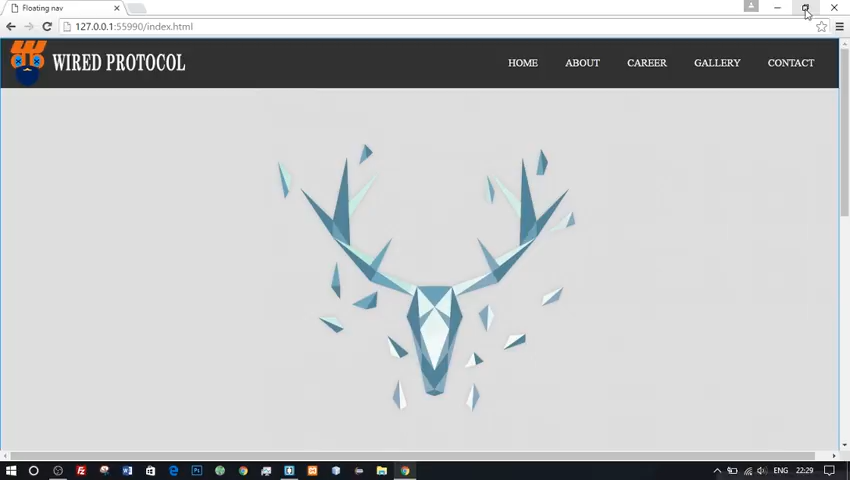 Floating nav
127.0.0.1:55990/index.html
WIRED PROTOCOL
HOME ABOUT CAREER GALLERY CONTACT
ENG 22:29